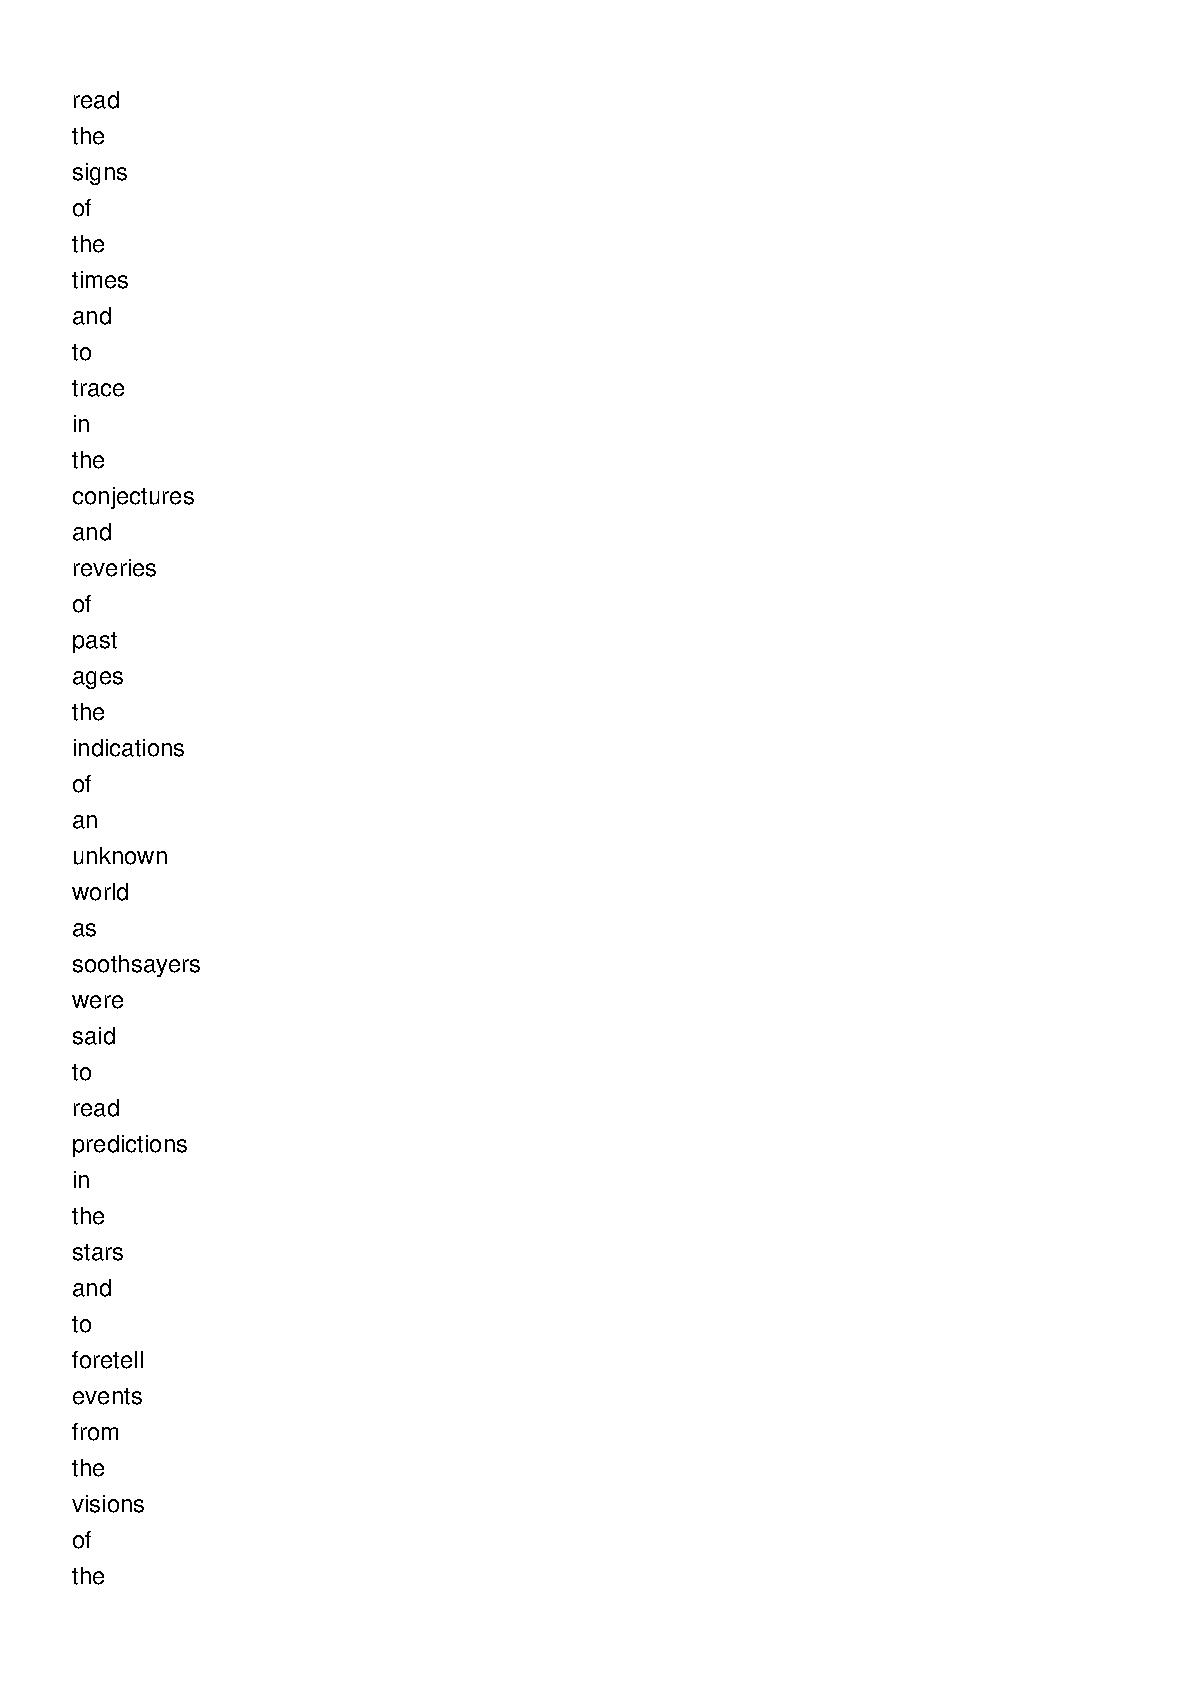 read
the
signs
of
the
times
and
to
trace
in
the
conjectures
and
reveries
of
past
ages
the
indications
of
an
unknown
world
as
soothsayers
were
said
to
read
predictions
in
the
stars
and
to
foretell
events
from
the
visions
of
the